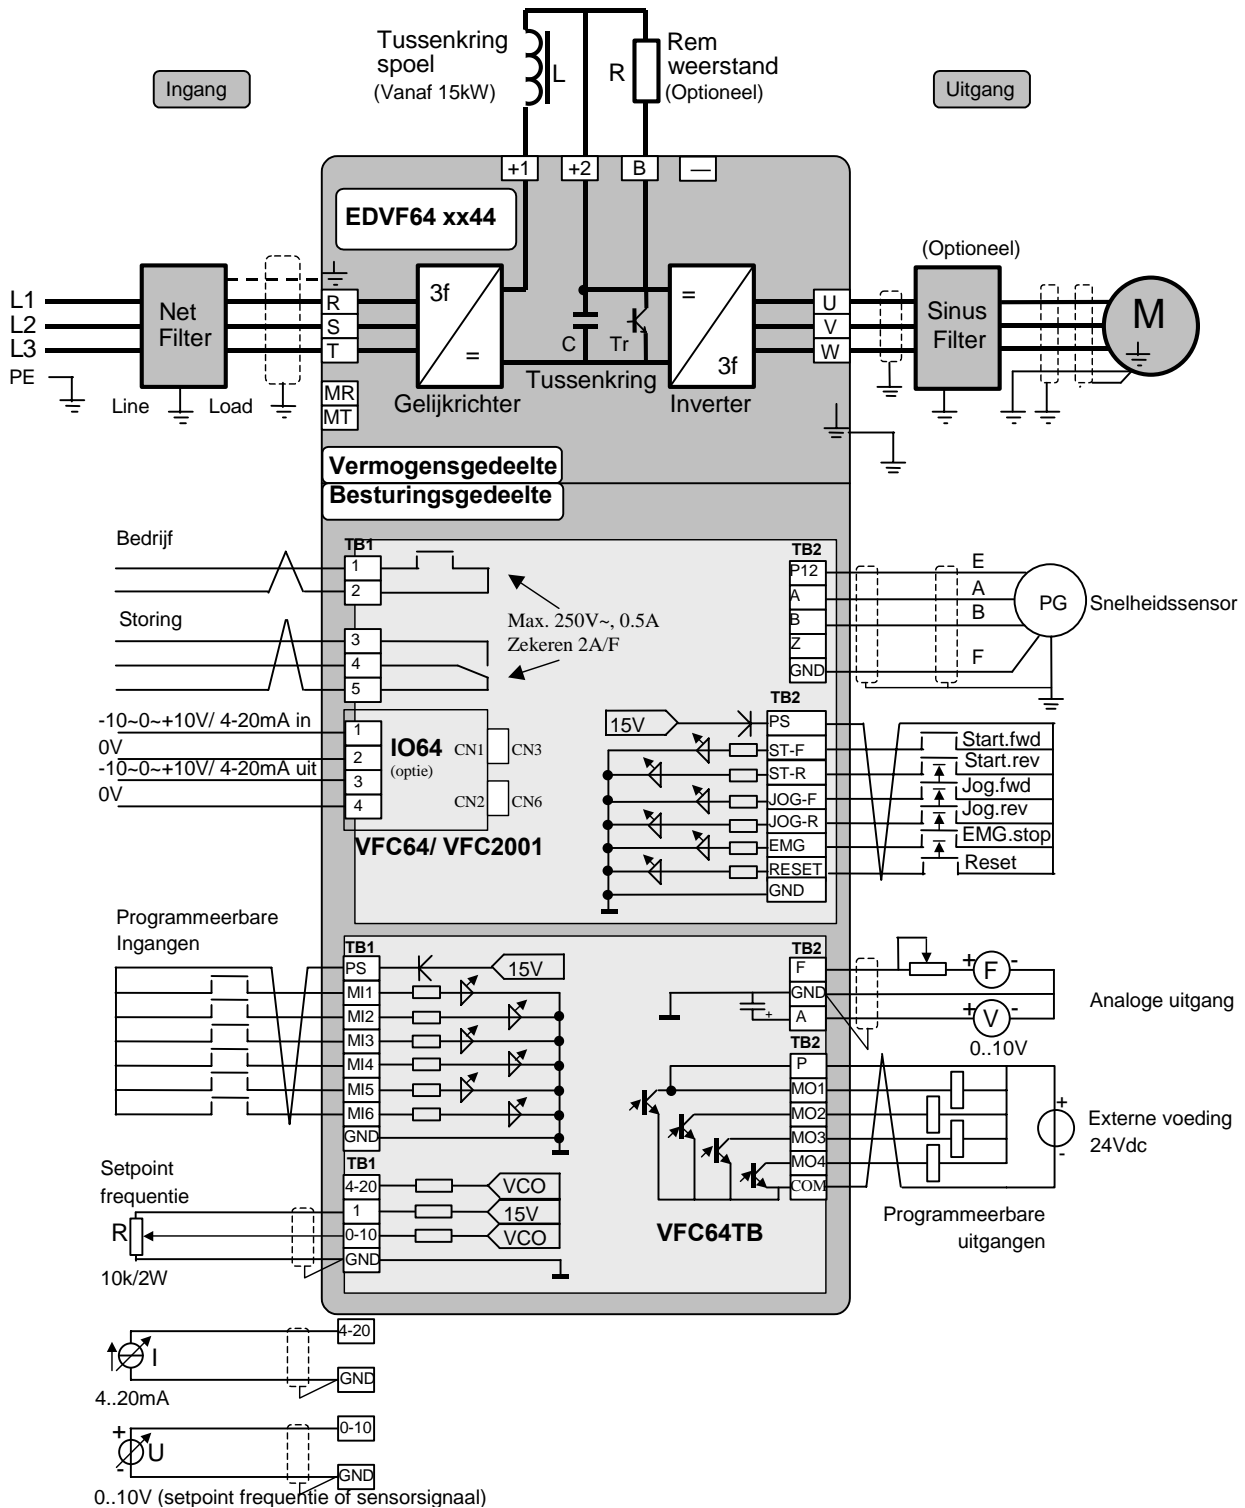 Tussenkring
spoel
(Vanaf 15kW)
L
R
Rem
weerstand
(Optioneel)
Ingang
Uitgang
+1
+2
B
—
EDVF64 xx44
(Optioneel)
L1
L2
L3
PE
Net
Filter
Line
Load
R
S
T
MR
MT
3f
=
Gelijkrichter
C
Tr
Tussenkring
=
3f
Inverter
U
V
W
Sinus
Filter
M
Vermogensgedeelte
Besturingsgedeelte
Bedrijf
TB1
1
2
Storing
3
4
5
Max. 250V~, 0.5A
Zekeren 2A/F
TB2
P12
A
B
Z
GND
E
A
B
F
PG
Snelheidssensor
-10~0~+10V/ 4-20mA in
0V
-10~0~+10V/ 4-20mA uit
0V
1
2
3
4
IO64
(optie)
CN1
CN3
CN2
CN6
VFC64/ VFC2001
TB2
15V
PS
ST-F
ST-R
JOG-F
JOG-R
EMG
RESET
GND
Start.fwd
Start.rev
Jog.fwd
Jog.rev
EMG.stop
Reset
Programmeerbare
Ingangen
TB1
PS
MI1
MI2
MI3
MI4
MI5
MI6
GND
15V
TB2
F
GND
A
+
+
F
-
+
V
-
0..10V
Analoge uitgang
TB2
P
MO1
MO2
MO3
MO4
COM
+
-
Externe voeding
24Vdc
Programmeerbare
uitgangen
VFC64TB
Setpoint
frequentie
R
10k/2W
TB1
4-20
1
0-10
GND
VCO
15V
VCO
4-20
I
GND
4..20mA
0-10
+
U
-
GND
0..10V (setpoint frequentie of sensorsignaal)